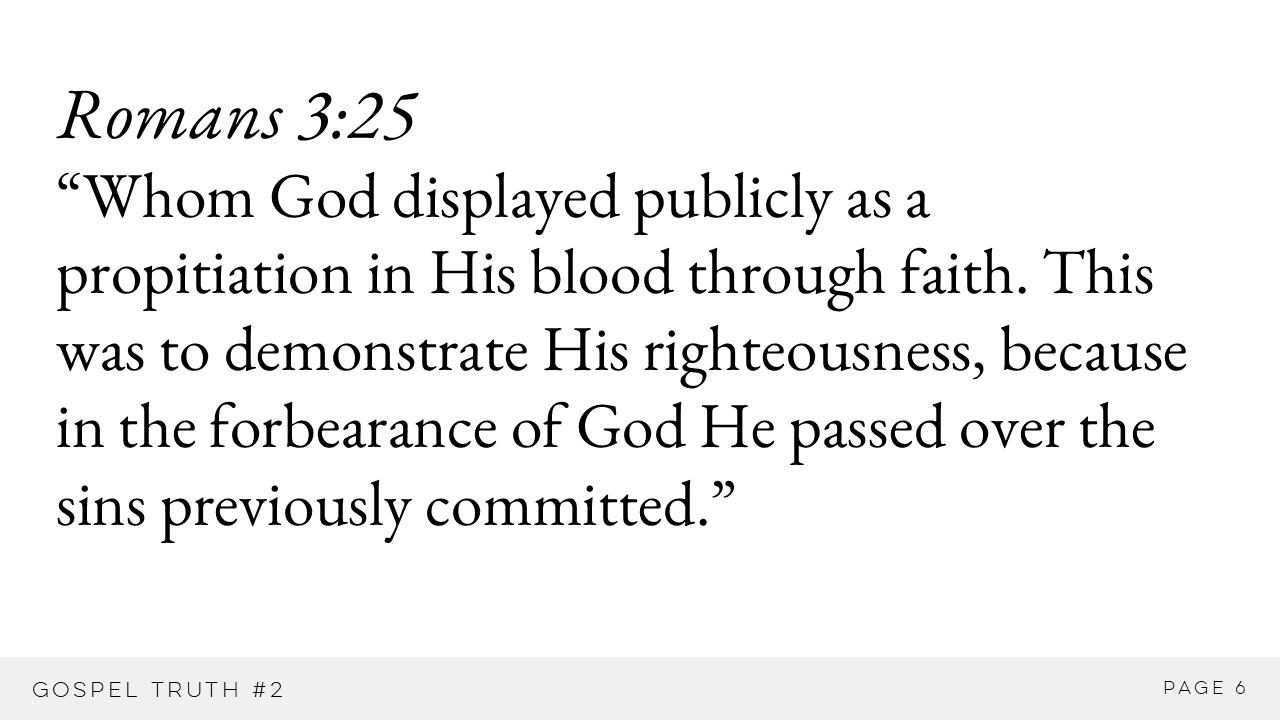 Romans 3:25
“Whom God displayed publicly as a
propitiation in His blood through faith. This
was to demonstrate His righteousness, because
in the forbearance of God He passed over the
sins previously committed.”
GOSPEL TRUTH #2
PAGE 6